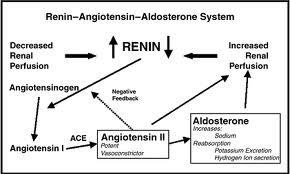 Renin–Angiotensin–Aldosterone System
Decreased
Renal
Perfusion
RENIN
Increased
Renal
Perfusion
Angiotensinogen
Negative
Feedback
Angiotensin I
ACE
Angiotensin II
Potent
Vasoconstrictor
Aldosterone
Increases:
Sodium
Reabsorption
Potassium Excretion
Hydrogen Ion secretion